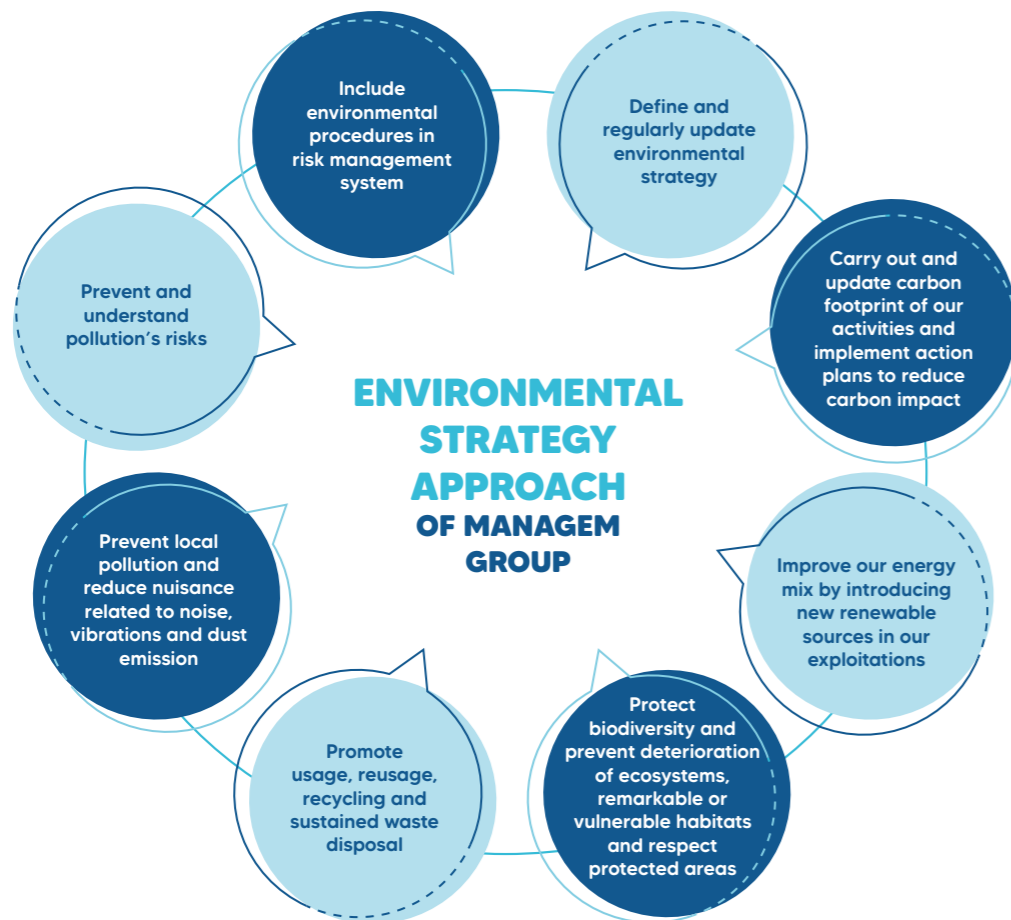 Include
environmental
procedures in
risk management
system
Define and
regularly update
environmental
strategy
Carry out and
update carbon
footprint of our
activities and
implement action
plans to reduce
carbon impact
Improve our energy
mix by introducing
new renewable
sources in our
exploitations
Protect
biodiversity and
prevent deterioration
of ecosystems,
remarkable or
vulnerable habitats
and respect
protected areas
Promote
usage, reusage,
recycling and
sustained waste
disposal
Prevent local
pollution and
reduce nuisance
related to noise,
vibrations and dust
emission
Prevent and
understand
pollution’s risks
ENVIRONMENTAL
STRATEGY
APPROACH
OF MANAGEM
GROUP